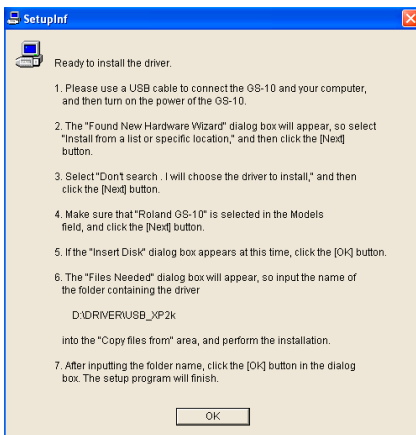 SetupInf
Ready to install the driver.
1. Please use a USB cable to connect the GS-10 and your computer,
and then turn on the power of the GS-10.
2. The "Found New Hardware Wizard" dialog box will appear, so select
"Install from a list or specific location," and then click the [Next]
button.
3. Select "Don't search . I will choose the driver to install," and then
click the [Next] button.
4. Make sure that "Roland GS-10" is selected in the Models
field, and click the [Next] button.
5. If the "Insert Disk" dialog box appears at this time, click the [OK] button.
6. The "Files Needed" dialog box will appear, so input the name of
the folder containing the driver
D:\DRIVER\USB_XP2k
into the "Copy files from" area, and perform the installation.
7. After inputting the folder name, click the [OK] button in the dialog
box. The setup program will finish.
OK